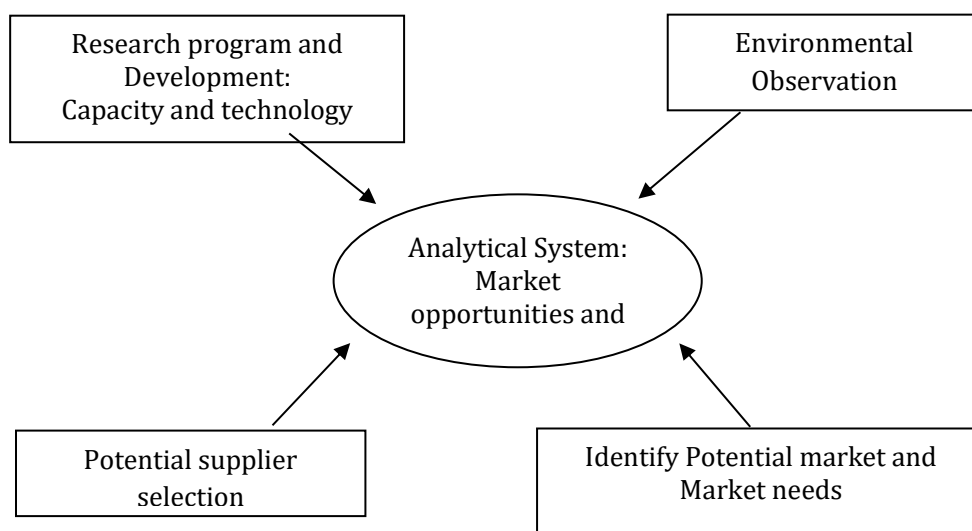 Research program and
Development:
Capacity and technology
Environmental
Observation
Analytical System:
Market
opportunities and
Potential supplier
selection
Identify Potential market and
Market needs